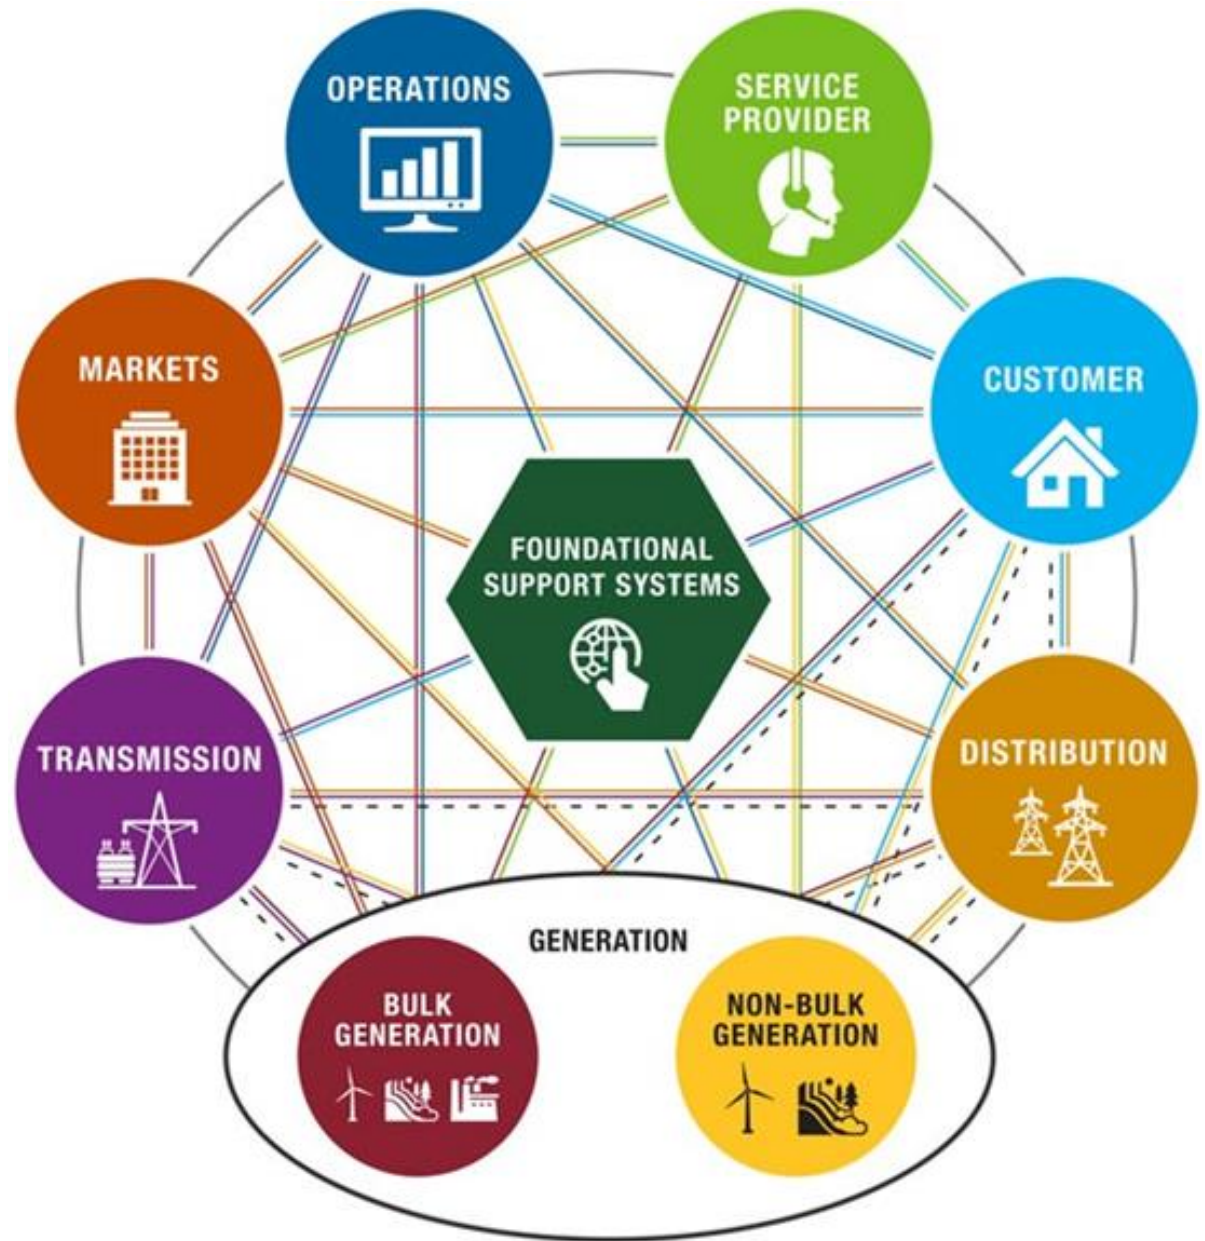 OPERATIONS
SERVICE
PROVIDER
MARKETS
CUSTOMER
FOUNDATIONAL
SUPPORT SYSTEMS
TRANSMISSION
DISTRIBUTION
GENERATION
BULK
GENERATION
NON-BULK
GENERATION